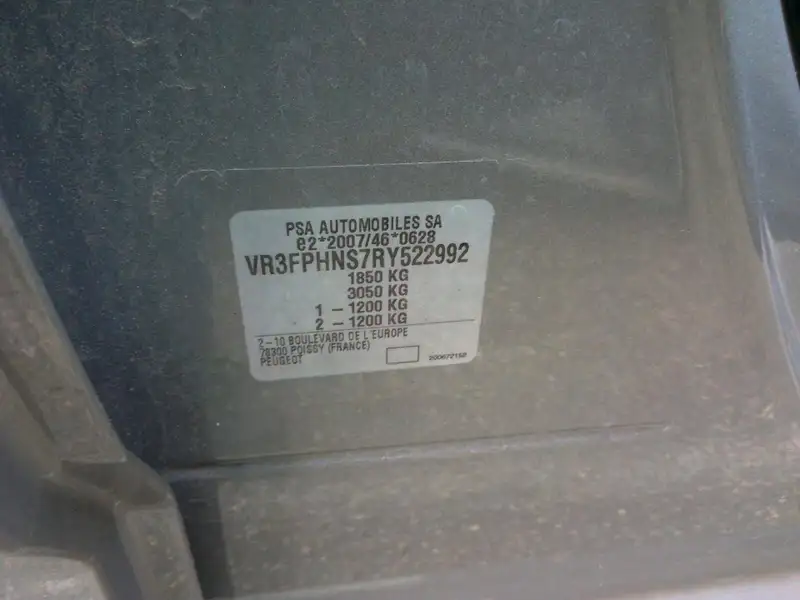 PSA AUTOMOBILES SA
e2*2007/46*0628
VR3FPHNS7RY522992
1850 KG
3050 KG
1 - 1200 KG
2 - 1200 KG
2-10 BOULEVARD DE L'EUROPE
78300 POISSY (FRANCE)
PEUGEOT